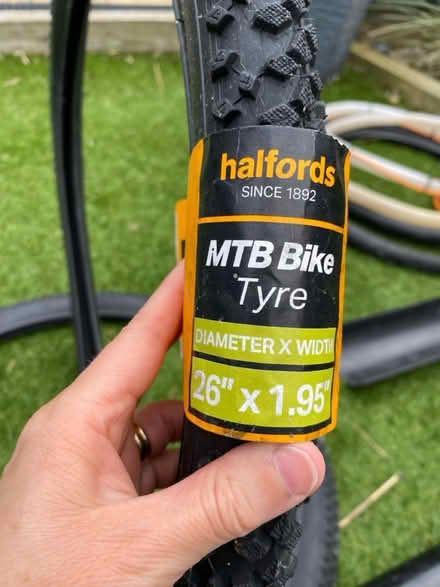 halfords
SINCE 1892
MTB Bike
Tyre
DIAMETER X WIDTH
26" x 1.95"